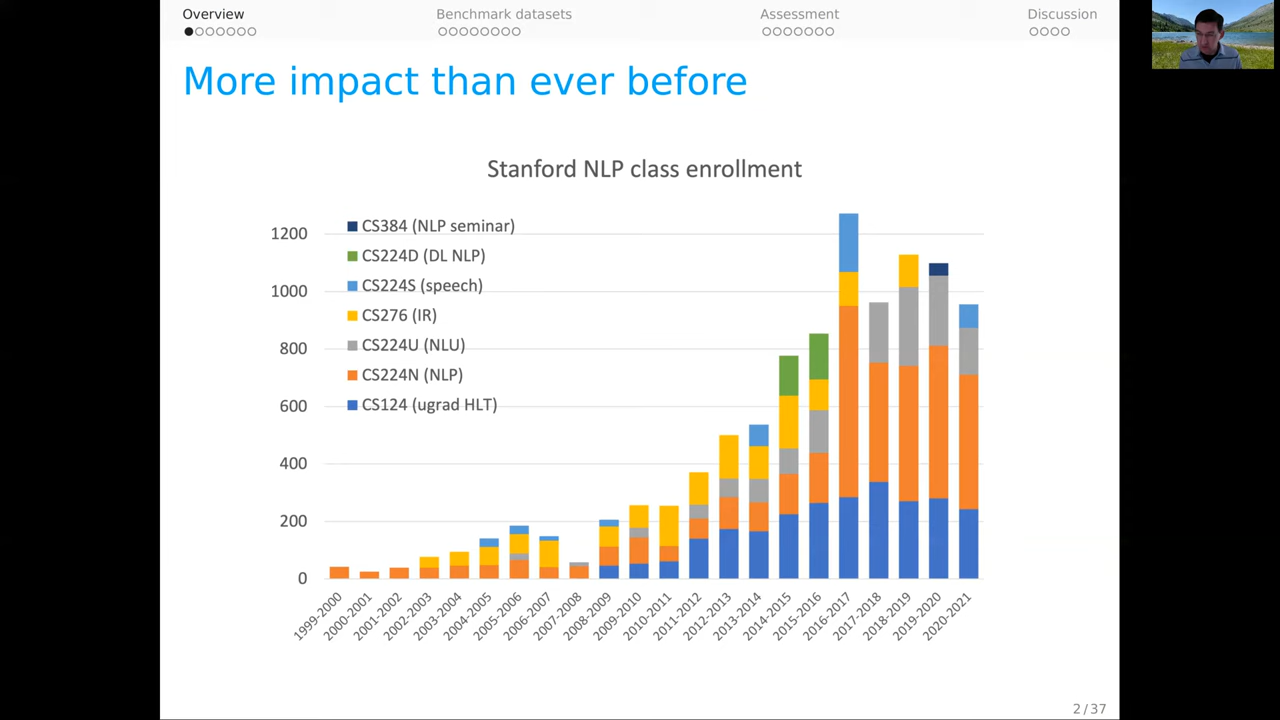 Overview Benchmark datasets Assessment Discussion
More impact than ever before
Stanford NLP class enrollment
CS384 (NLP seminar)
CS224D (DL NLP)
CS224S (speech)
CS276 (IR)
CS224U (NLU)
CS224N (NLP)
CS124 (ugrad HLT)
1200
1000
800
600
400
200
0
1999-2000
2000-2001
2001-2002
2002-2003
2003-2004
2004-2005
2005-2006
2006-2007
2007-2008
2008-2009
2009-2010
2010-2011
2011-2012
2012-2013
2013-2014
2014-2015
2015-2016
2016-2017
2017-2018
2018-2019
2019-2020
2020-2021
2 / 37